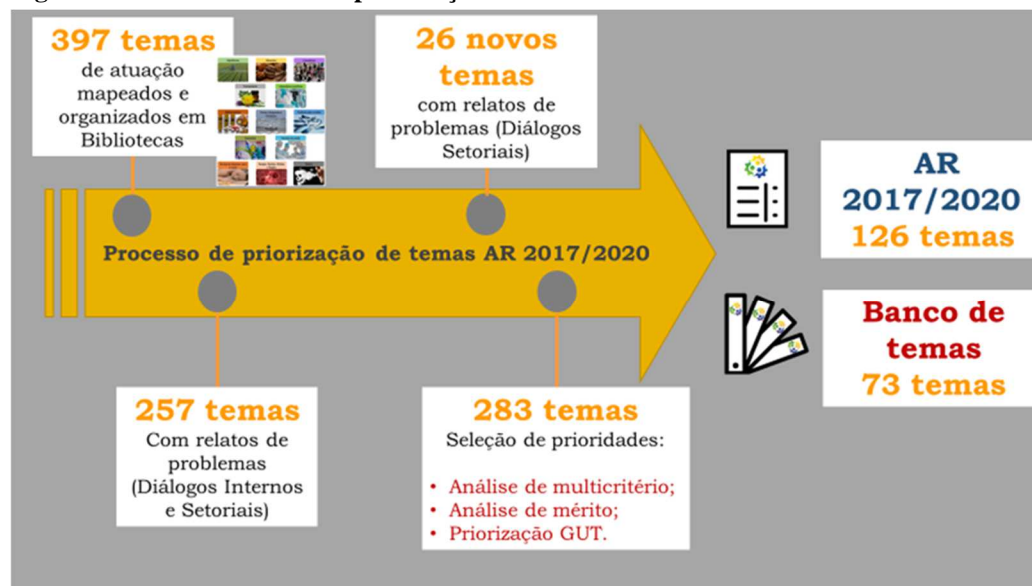 397 temas
de atuação
mapeados e
organizados em
Bibliotecas
26 novos
temas
com relatos de
problemas (Diálogos
Setoriais)
Processo de priorização de temas AR 2017/2020
257 temas
Com relatos de
problemas
(Diálogos Internos
e Setoriais)
283 temas
Seleção de prioridades:
• Análise de multicritério;
• Análise de mérito;
• Priorização GUT.
AR
2017/2020
126 temas
Banco de
temas
73 temas